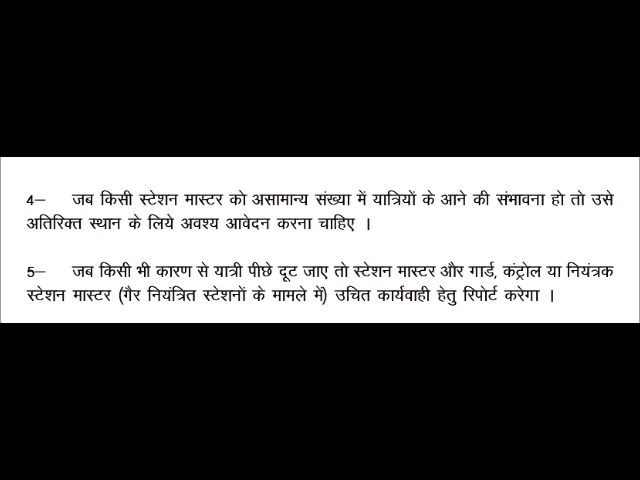 4– जब किसी स्टेशन मास्टर को असामान्य संख्या में यात्रियों के आने की संभावना हो तो उसे
अतिरिक्त स्थान के लिये अवश्य आवेदन करना चाहिए ।
5– जब किसी भी कारण से यात्री पीछे दूट जाए तो स्टेशन मास्टर और गार्ड, कंट्रोल या नियंत्रक
स्टेशन मास्टर (गैर नियंत्रित स्टेशनों के मामले में) उचित कार्यवाही हेतु रिपोर्ट करेगा ।